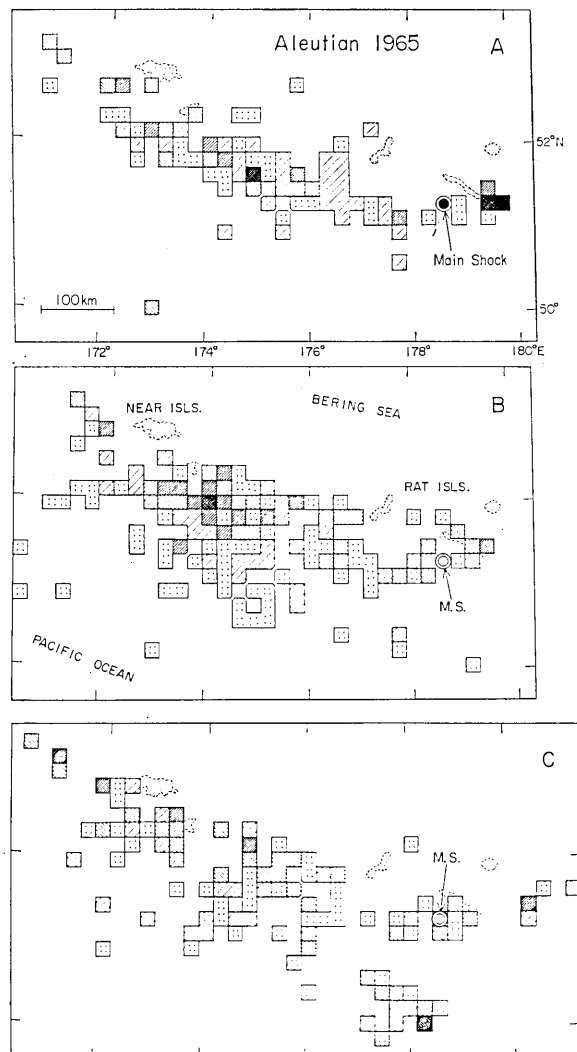 Aleutian 1965
A
52°N
Main Shock
100km
50°
172°
174°
176°
178°
180°E
B
NEAR ISLS.
BERING SEA
RAT ISLS.
M.S.
PACIFIC OCEAN
C
M.S.